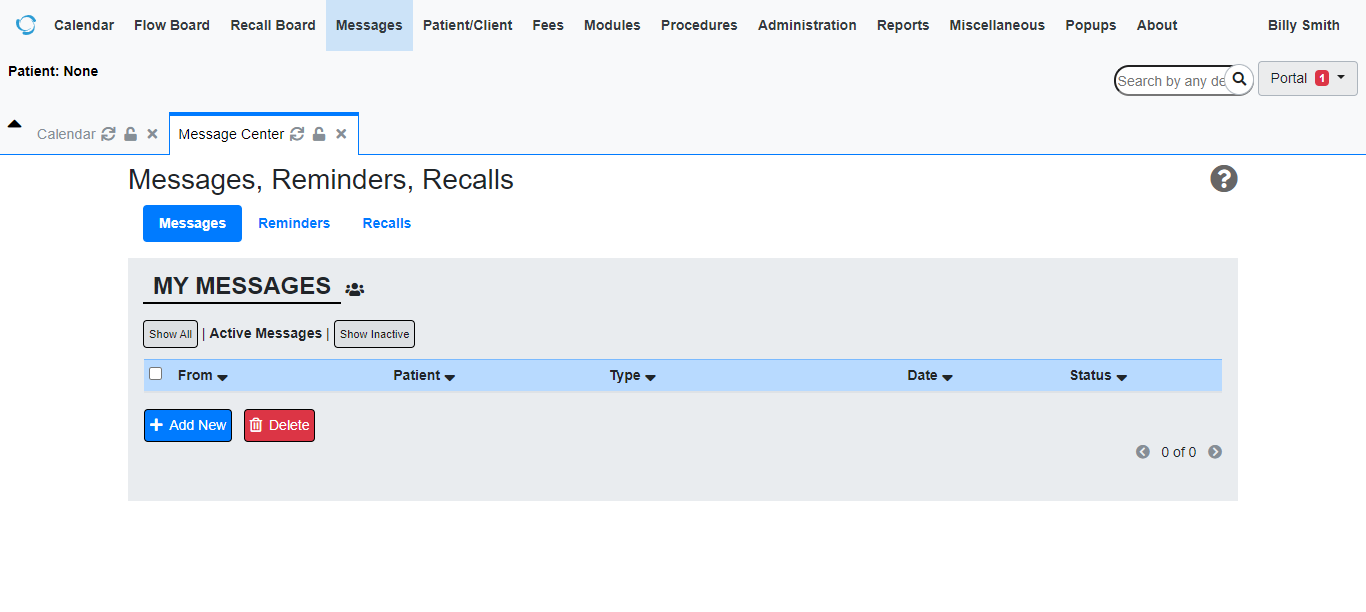 Calendar Flow Board Recall Board Messages Patient/Client Fees Modules Procedures Administration Reports Miscellaneous Popups About Billy Smith
Patient: None
Search by any de
Portal 1
Calendar Message Center
Messages, Reminders, Recalls
Messages Reminders Recalls
MY MESSAGES
Show All | Active Messages | Show Inactive
From Patient Type Date Status
Add New Delete
0 of 0